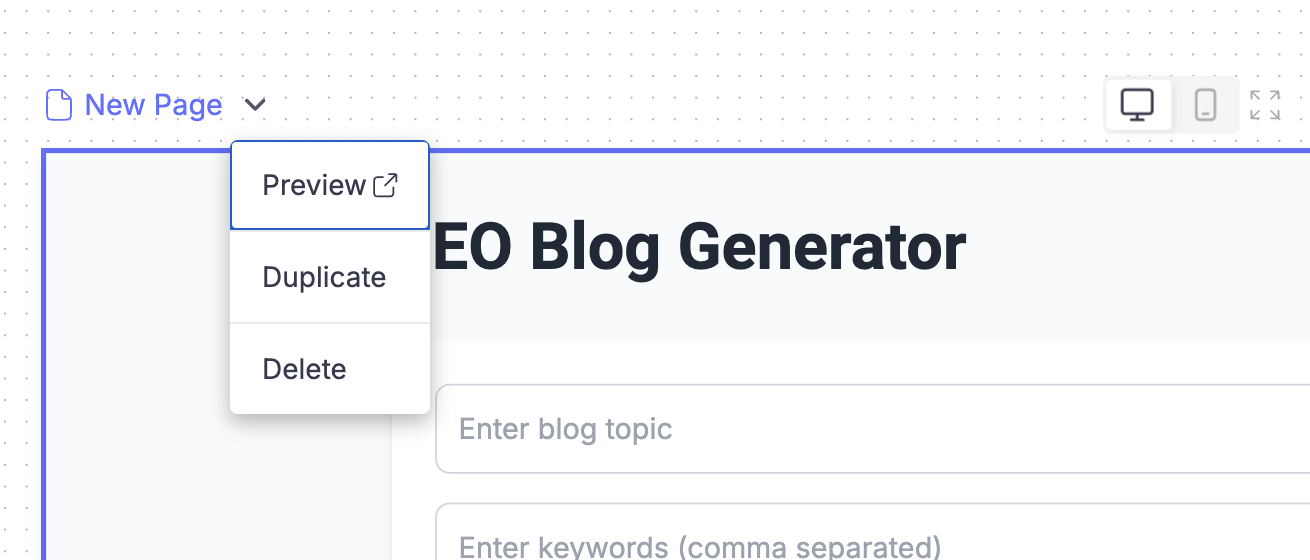 New Page
Preview
EO Blog Generator
Duplicate
Delete
Enter blog topic
Enter keywords (comma separated)